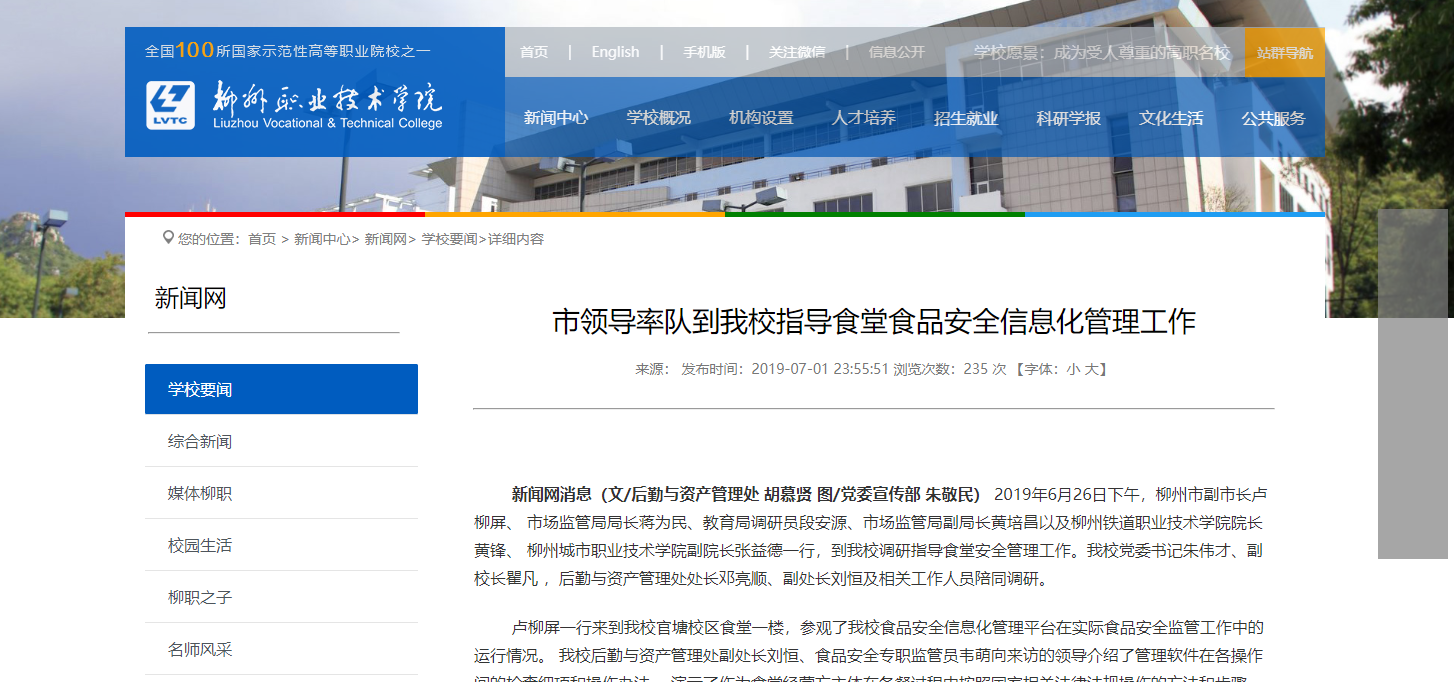 全国100所国家示范性高等职业院校之一
首页 | English | 手机版 | 关注微信 | 信息公开 学校愿景：成为受人尊重的高职名校 站群导航
LVTC
柳州职业技术学院
Liuzhou Vocational & Technical College
新闻中心 学校概况 机构设置 人才培养 招生就业 科研学报 文化生活 公共服务
您的位置：首页 > 新闻中心> 新闻网> 学校要闻>详细内容
新闻网
学校要闻
综合新闻
媒体柳职
校园生活
柳职之子
名师风采
市领导率队到我校指导食堂食品安全信息化管理工作
来源： 发布时间：2019-07-01 23:55:51 浏览次数：235 次 【字体：小 大】
新闻网消息（文/后勤与资产管理处 胡慕贤 图/党委宣传部 朱敬民） 2019年6月26日下午，柳州市副市长卢
柳屏、 市场监管局局长蒋为民、教育局调研员段安源、市场监管局副局长黄培昌以及柳州铁道职业技术学院院长
黄锋、 柳州城市职业技术学院副院长张益德一行，到我校调研指导食堂安全管理工作。我校党委书记朱伟才、副
校长瞿凡 ，后勤与资产管理处处长邓亮顺、副处长刘恒及相关工作人员陪同调研。
卢柳屏一行来到我校官塘校区食堂一楼，参观了我校食品安全信息化管理平台在实际食品安全监管工作中的
运行情况。 我校后勤与资产管理处副处长刘恒、食品安全专职监管员韦萌向来访的领导介绍了管理软件在各操作